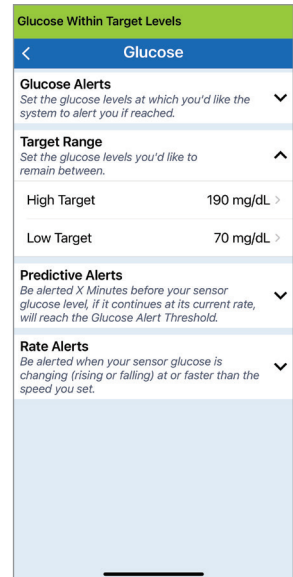 Glucose Within Target Levels
Glucose
Glucose Alerts
Set the glucose levels at which you'd like the
system to alert you if reached.
Target Range
Set the glucose levels you'd like to
remain between.
High Target 190 mg/dL
Low Target 70 mg/dL
Predictive Alerts
Be alerted X Minutes before your sensor
glucose level, if it continues at its current rate,
will reach the Glucose Alert Threshold.
Rate Alerts
Be alerted when your sensor glucose is
changing (rising or falling) at or faster than the
speed you set.